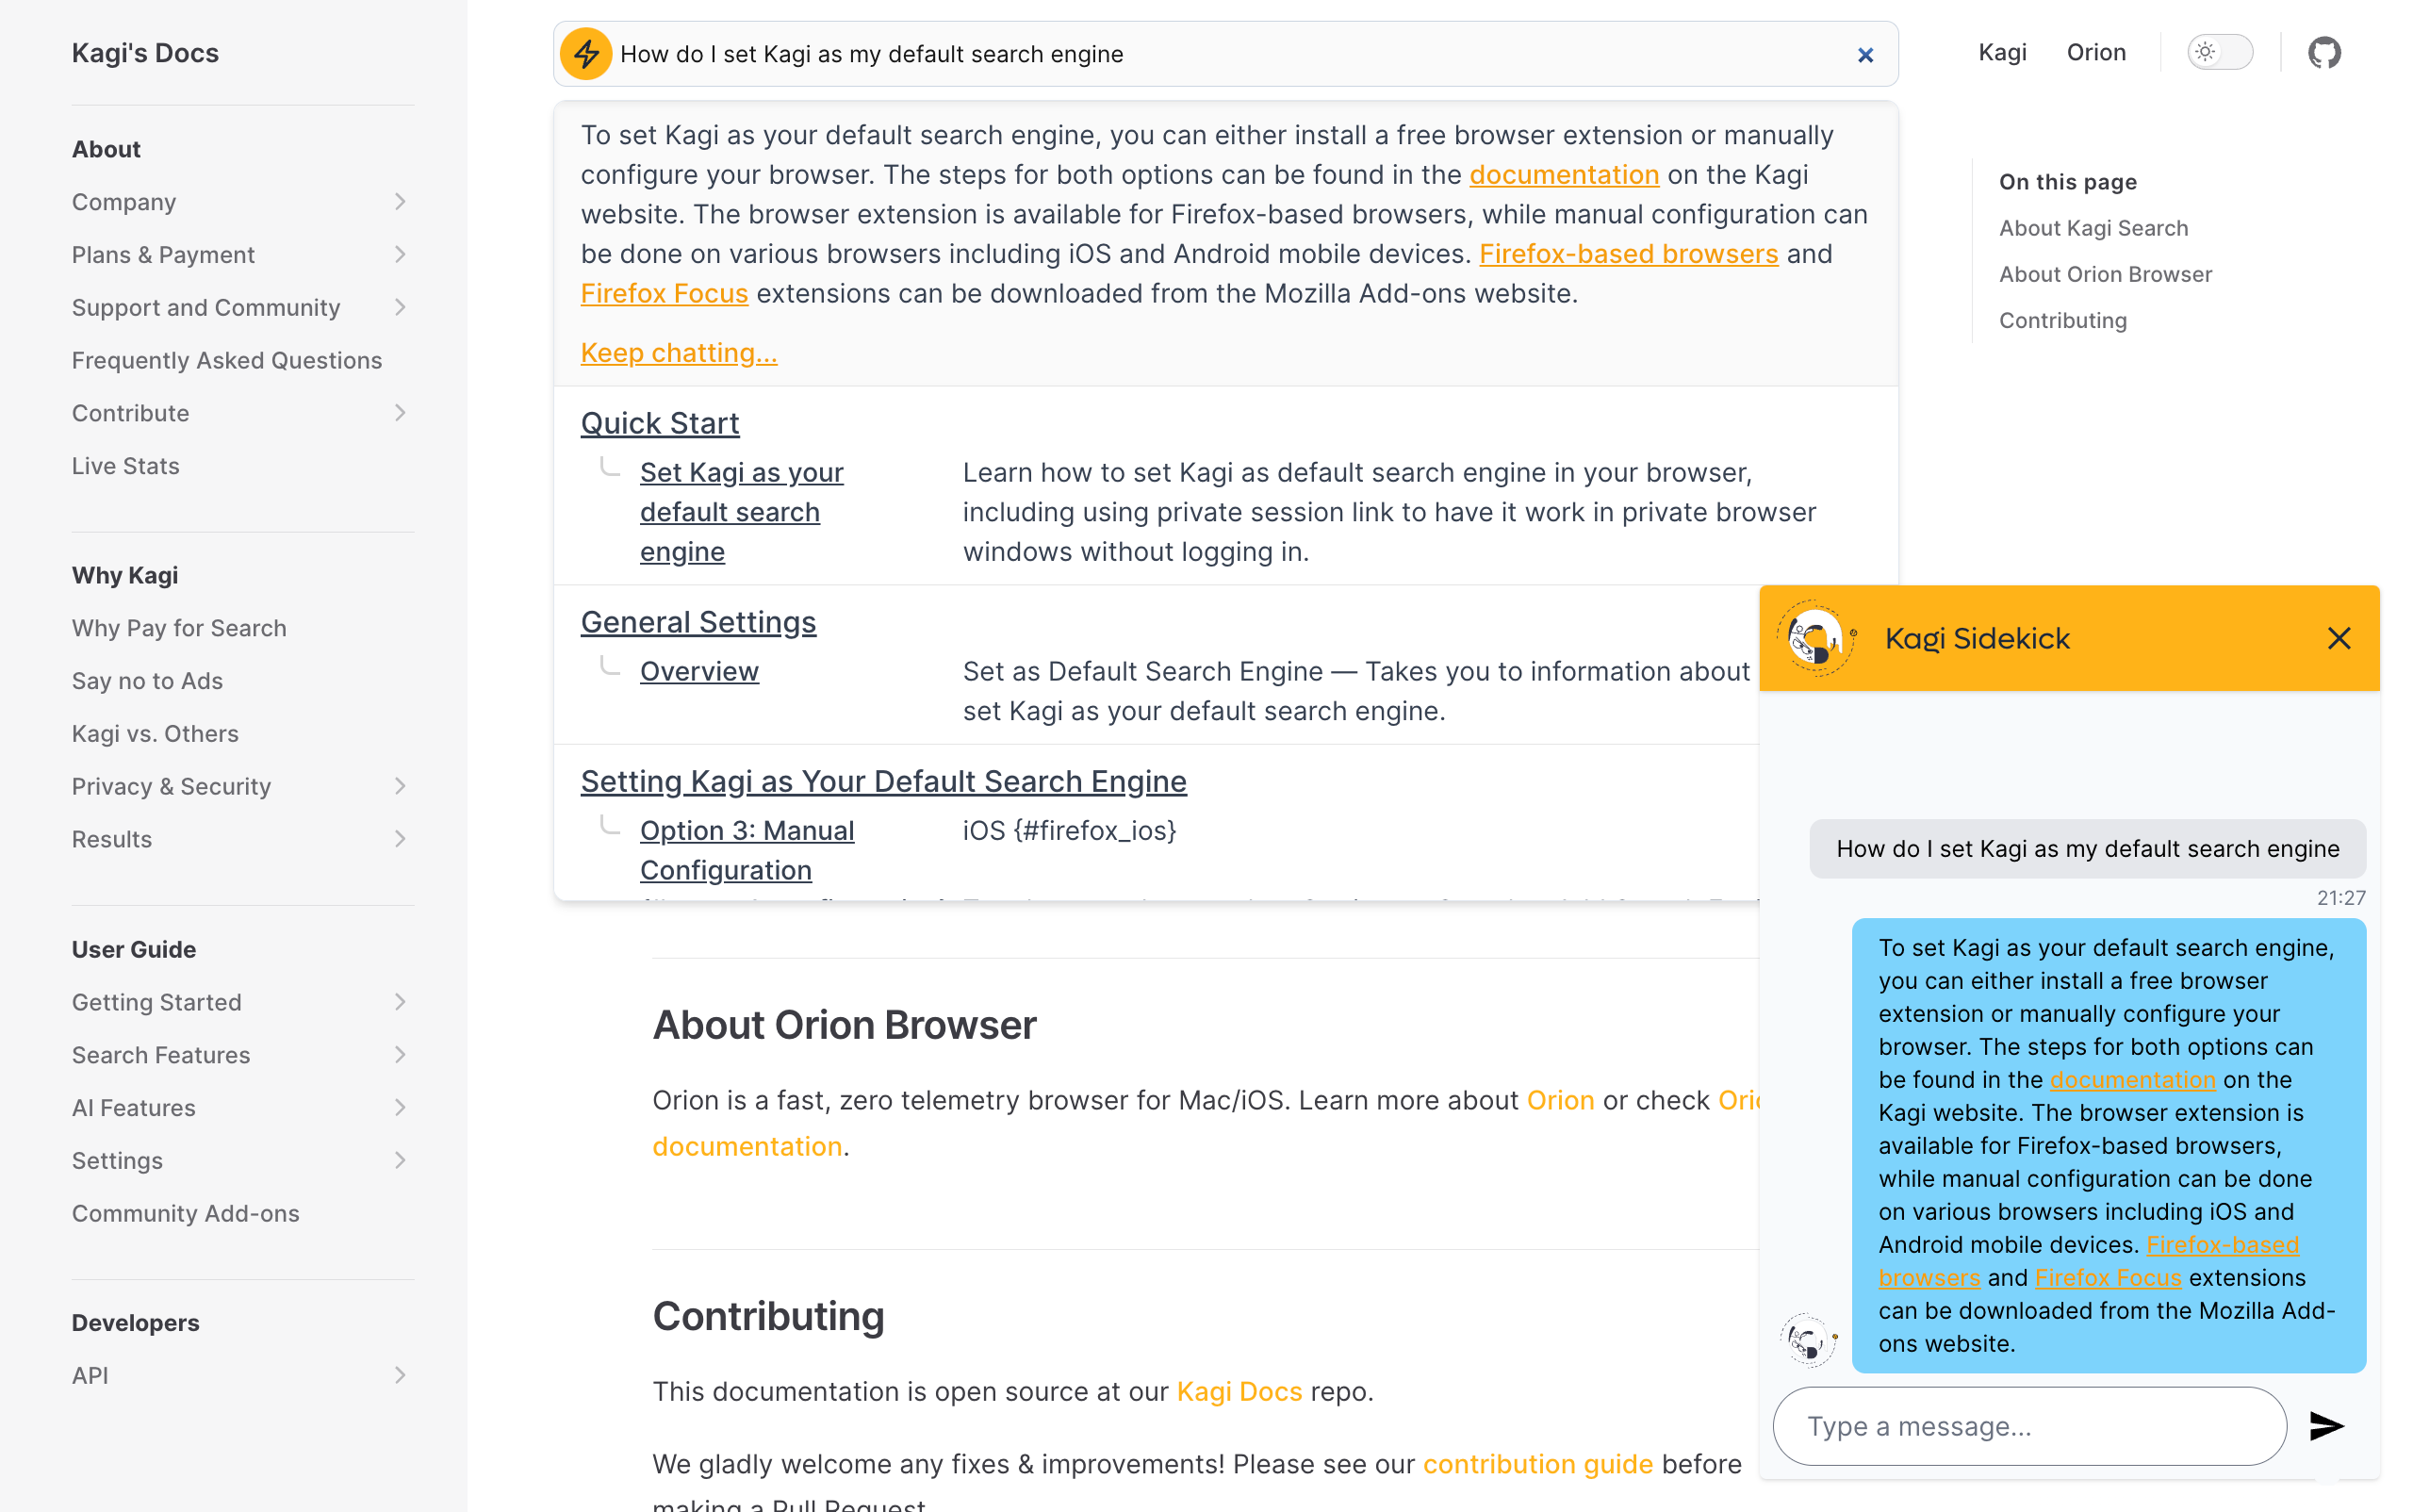 Kagi's Docs
About
Company
Plans & Payment
Support and Community
Frequently Asked Questions
Contribute
Live Stats
Why Kagi
Why Pay for Search
Say no to Ads
Kagi vs. Others
Privacy & Security
Results
User Guide
Getting Started
Search Features
AI Features
Settings
Community Add-ons
Developers
API
How do I set Kagi as my default search engine
Kagi
Orion
To set Kagi as your default search engine, you can either install a free browser extension or manually
configure your browser. The steps for both options can be found in the documentation on the Kagi
website. The browser extension is available for Firefox-based browsers, while manual configuration can
be done on various browsers including iOS and Android mobile devices. Firefox-based browsers and
Firefox Focus extensions can be downloaded from the Mozilla Add-ons website.
Keep chatting...
Quick Start
Set Kagi as your
default search
engine
Learn how to set Kagi as default search engine in your browser,
including using private session link to have it work in private browser
windows without logging in.
General Settings
Overview
Set as Default Search Engine — Takes you to information about
set Kagi as your default search engine.
Setting Kagi as Your Default Search Engine
Option 3: Manual
Configuration
iOS {#firefox_ios}
About Orion Browser
Orion is a fast, zero telemetry browser for Mac/iOS. Learn more about Orion or check
documentation.
Contributing
This documentation is open source at our Kagi Docs repo.
We gladly welcome any fixes & improvements! Please see our contribution guide before
making a Pull Request
On this page
About Kagi Search
About Orion Browser
Contributing
Kagi Sidekick
How do I set Kagi as my default search engine
21:27
To set Kagi as your default search engine,
you can either install a free browser
extension or manually configure your
browser. The steps for both options can
be found in the documentation on the
Kagi website. The browser extension is
available for Firefox-based browsers,
while manual configuration can be done
on various browsers including iOS and
Android mobile devices. Firefox-based
browsers and Firefox Focus extensions
can be downloaded from the Mozilla Add-
ons website.
Type a message...